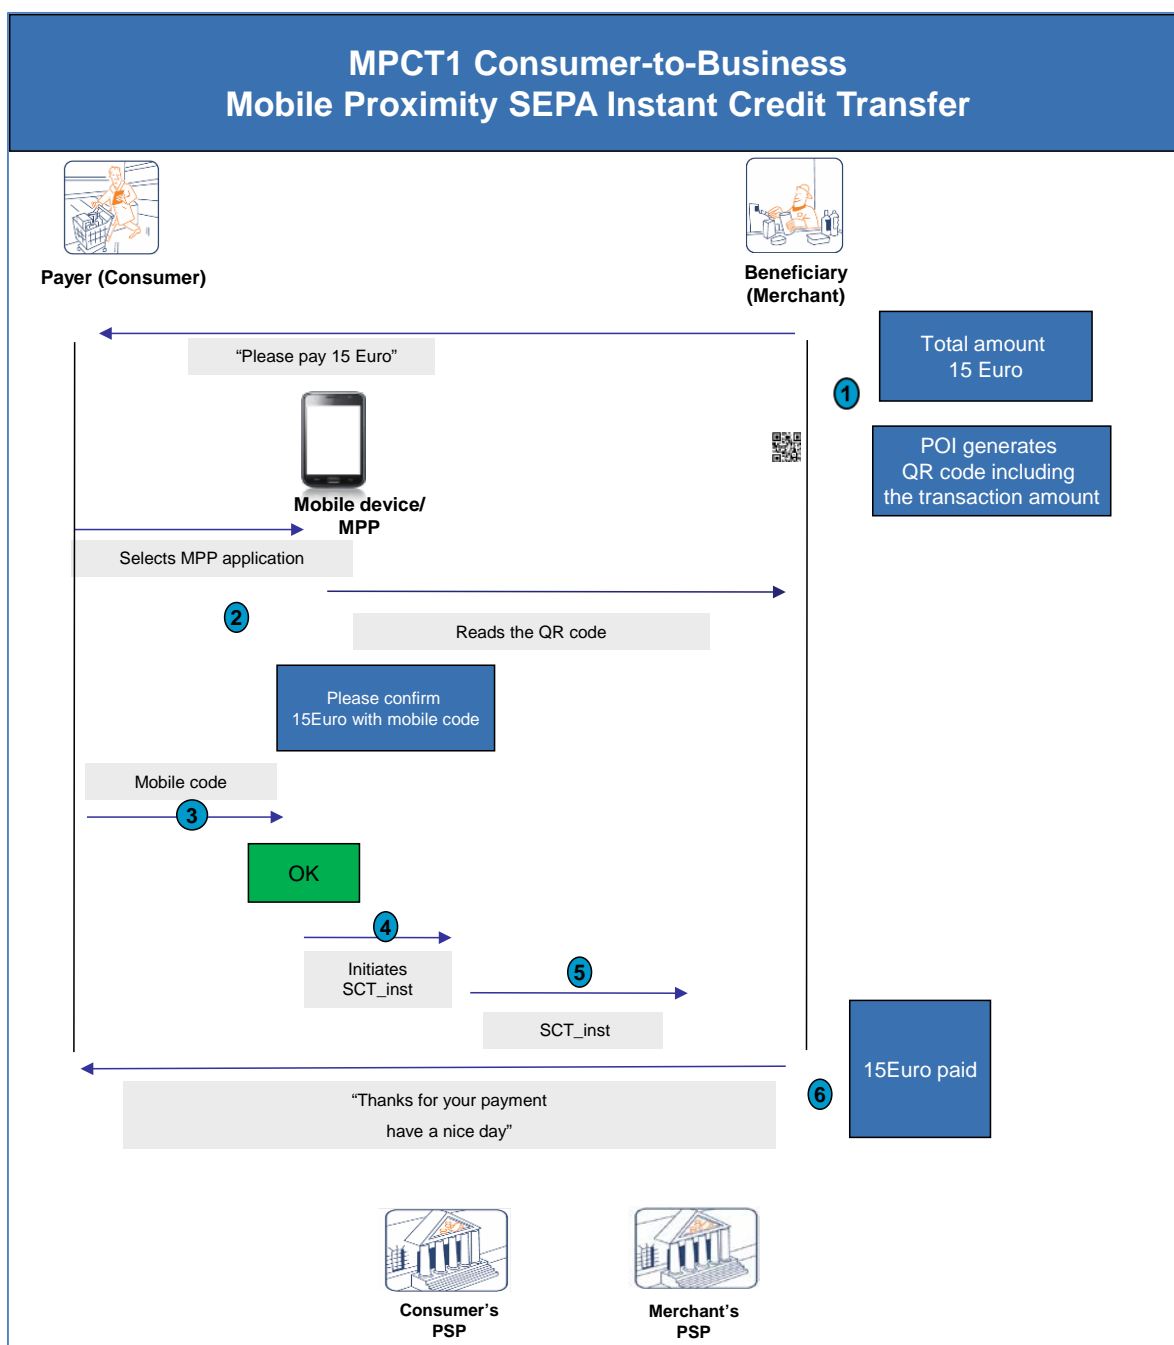 MPCT1 Consumer-to-Business
Mobile Proximity SEPA Instant Credit Transfer
Payer (Consumer)
Beneficiary
(Merchant)
“Please pay 15 Euro”
Total amount
15 Euro
1
POI generates
QR code including
the transaction amount
Mobile device/
MPP
Selects MPP application
2
Reads the QR code
Please confirm
15Euro with mobile code
Mobile code
3
OK
4
Initiates
SCT_inst
5
SCT_inst
15Euro paid
6
“Thanks for your payment
have a nice day”
Consumer’s
PSP
Merchant’s
PSP